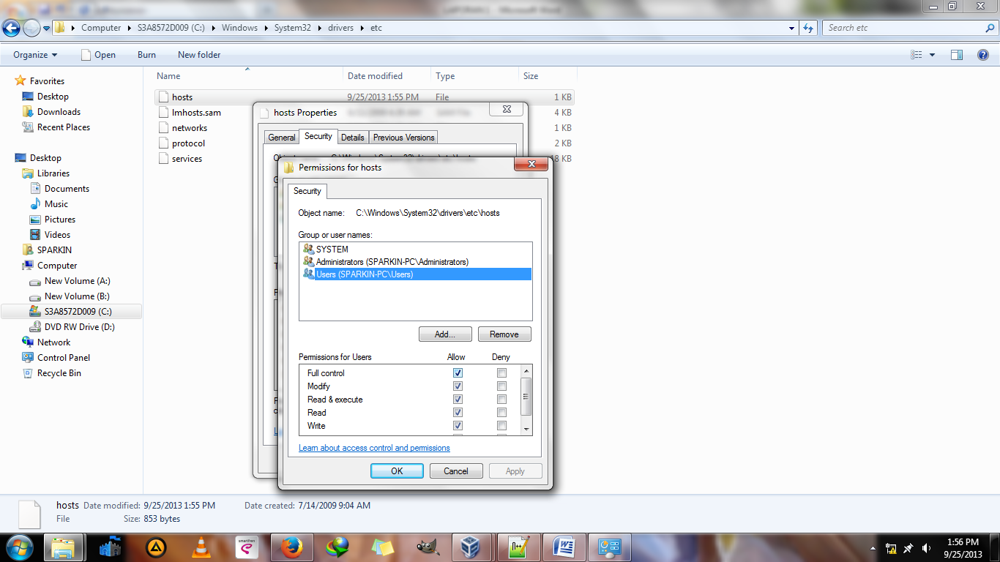 Computer S3A8572D009 (C:) Windows System32 drivers etc
Search etc
Organize Open Burn New folder
Name Date modified Type Size
Favorites
Desktop
Downloads
Recent Places
Desktop
Libraries
Documents
Music
Pictures
Videos
SPARKIN
Computer
New Volume (A:)
New Volume (B:)
S3A8572D009 (C:)
DVD RW Drive (D:)
Network
Control Panel
Recycle Bin
hosts 9/25/2013 1:55 PM File 1 KB
lmhosts.sam 4 KB
networks 1 KB
protocol 2 KB
services 18 KB
hosts Properties
General Security Details Previous Versions
Permissions for hosts
Security
Object name: C:\Windows\System32\drivers\etc\hosts
Group or user names:
SYSTEM
Administrators (SPARKIN-PC\Administrators)
Users (SPARKIN-PC\Users)
Add... Remove
Permissions for Users Allow Deny
Full control
Modify
Read & execute
Read
Write
Learn about access control and permissions
OK Cancel Apply
hosts Date modified: 9/25/2013 1:55 PM Date created: 7/14/2009 9:04 AM
File Size: 853 bytes
smartfren
1:56 PM
9/25/2013